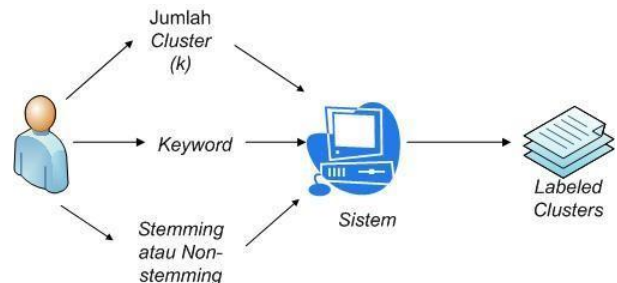 Jumlah
Cluster
(k)
Keyword
Stemming
atau Non-
stemming
Sistem
Labeled
Clusters